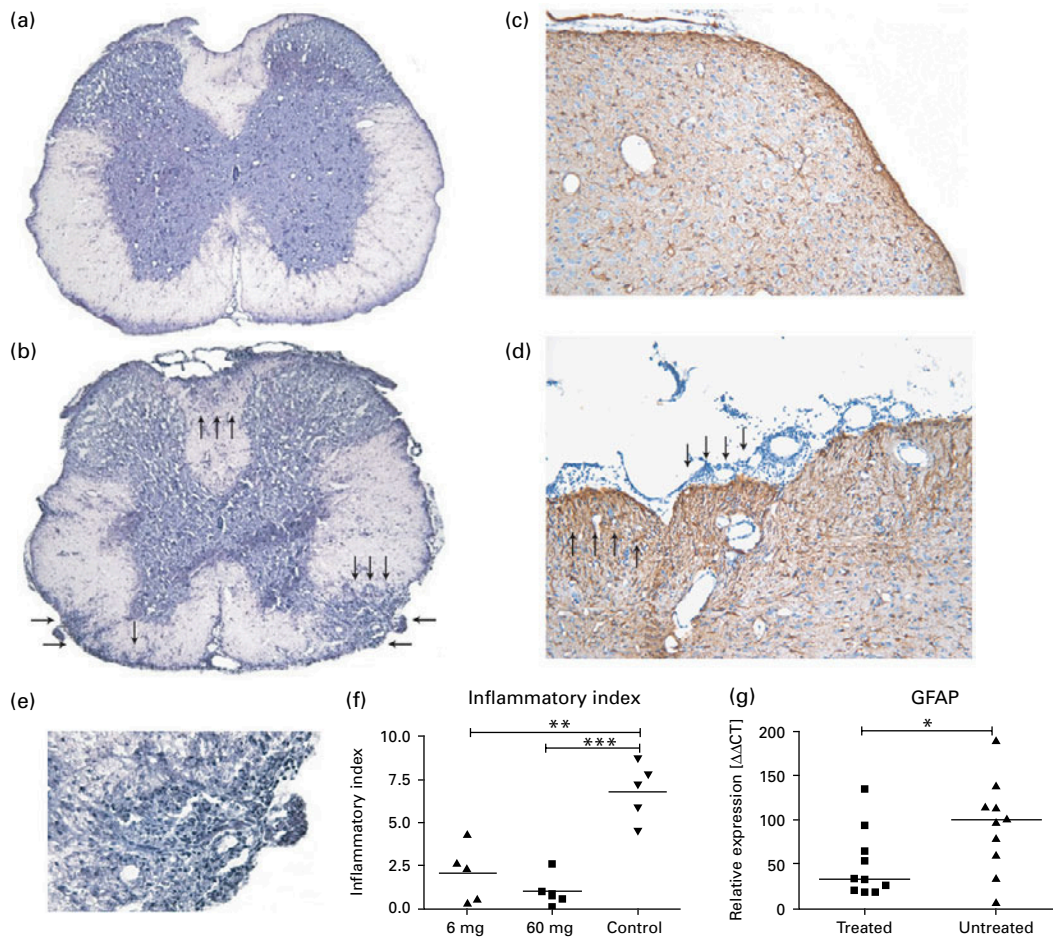 (a)
(c)
(b)
(d)
(e)
(f)
Inflammatory index
**
***
Inflammatory index
10.0
7.5
5.0
2.5
0.0
6 mg 60 mg Control
(g)
GFAP
*
Relative expression [ΔΔCT]
200
150
100
50
0
Treated Untreated